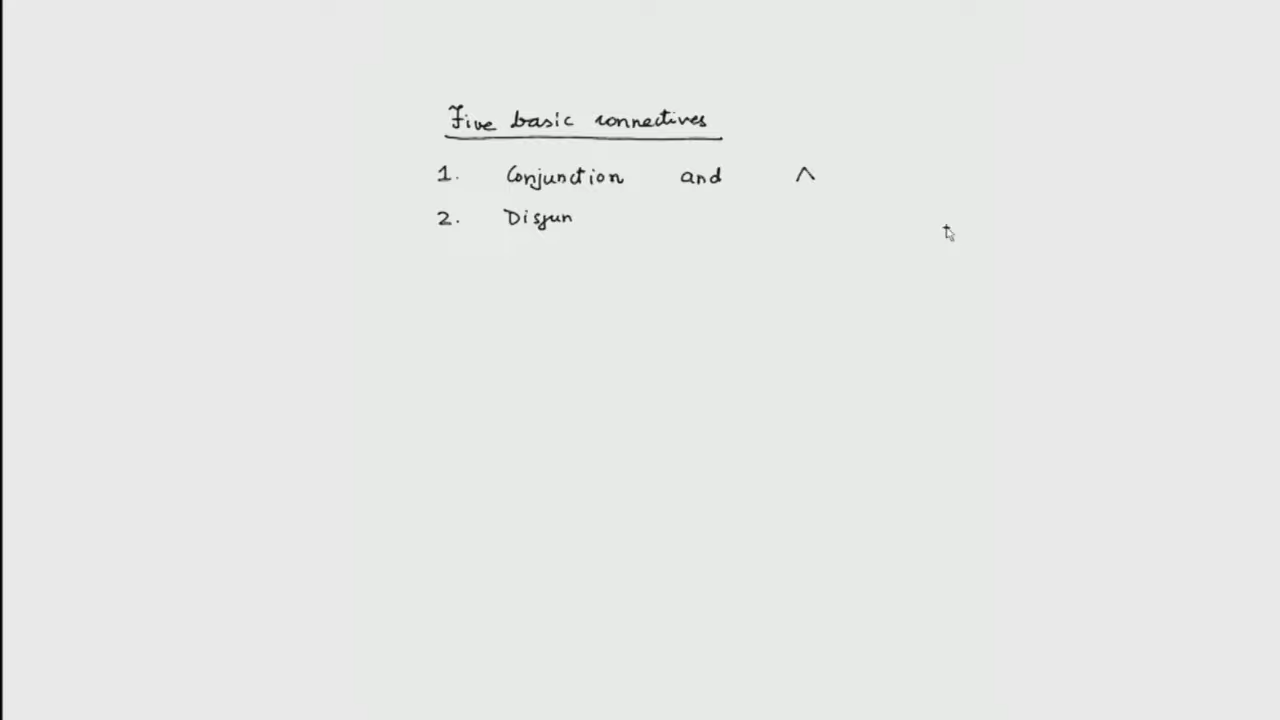 Five basic connectives
1. Conjunction and ∧
2. Disjun